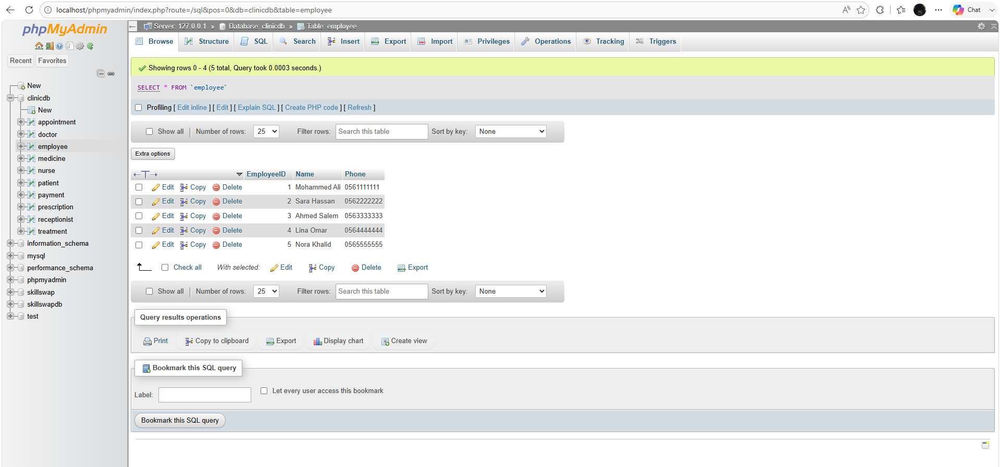 localhost/phpmyadmin/index.php?route=/sql&pos=0&db=clinicdb&table=employee
Chat
phpMyAdmin
Recent Favorites
New
clinicdb
New
appointment
doctor
employee
medicine
nurse
patient
payment
prescription
receptionist
treatment
information_schema
mysql
performance_schema
phpmyadmin
skillswap
skillswapdb
test
Server: 127.0.0.1 » Database: clinicdb » Table: employee
Browse Structure SQL Search Insert Export Import Privileges Operations Tracking Triggers
Showing rows 0 - 4 (5 total, Query took 0.0003 seconds.)
SELECT * FROM `employee`
Profiling [ Edit inline ] [ Edit ] [ Explain SQL ] [ Create PHP code ] [ Refresh ]
Show all Number of rows: 25 Filter rows: Search this table Sort by key: None
Extra options
EmployeeID Name Phone
Edit Copy Delete 1 Mohammed Ali 0561111111
Edit Copy Delete 2 Sara Hassan 0562222222
Edit Copy Delete 3 Ahmed Salem 0563333333
Edit Copy Delete 4 Lina Omar 0564444444
Edit Copy Delete 5 Nora Khalid 0565555555
Check all With selected: Edit Copy Delete Export
Show all Number of rows: 25 Filter rows: Search this table Sort by key: None
Query results operations
Print Copy to clipboard Export Display chart Create view
Bookmark this SQL query
Label: Let every user access this bookmark
Bookmark this SQL query